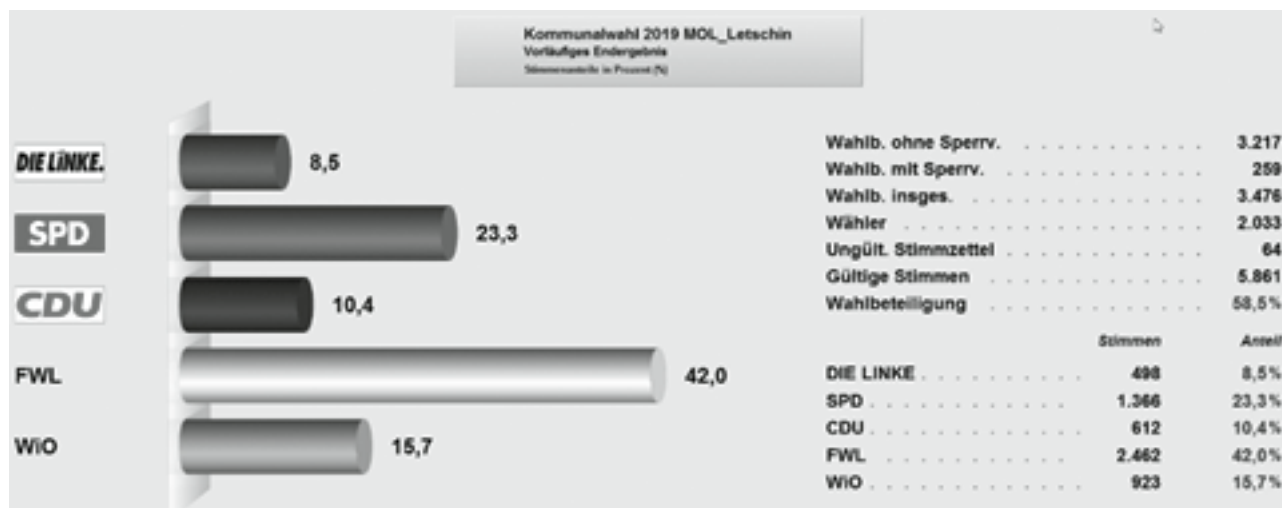 Kommunalwahl 2019 MOL_Letschin
Vorläufiges Endergebnis
Stimmenanteile in Prozent (%)
DIE LINKE. 8,5
SPD 23,3
CDU 10,4
FWL 42,0
WiO 15,7
Wahlb. ohne Sperrv. . . . . . . . . . . 3.217
Wahlb. mit Sperrv. . . . . . . . . . . . 259
Wahlb. insges. . . . . . . . . . . . . . 3.476
Wähler . . . . . . . . . . . . . . . . 2.033
Ungült. Stimmzettel . . . . . . . . . . . 64
Gültige Stimmen . . . . . . . . . . . . 5.861
Wahlbeteiligung . . . . . . . . . . . . 58,5%
Stimmen Anteil
DIE LINKE . . . . . . . . . . 498 8,5%
SPD . . . . . . . . . . . . 1.366 23,3%
CDU . . . . . . . . . . . . . 612 10,4%
FWL . . . . . . . . . . . 2.462 42,0%
WiO . . . . . . . . . . . . . 923 15,7%